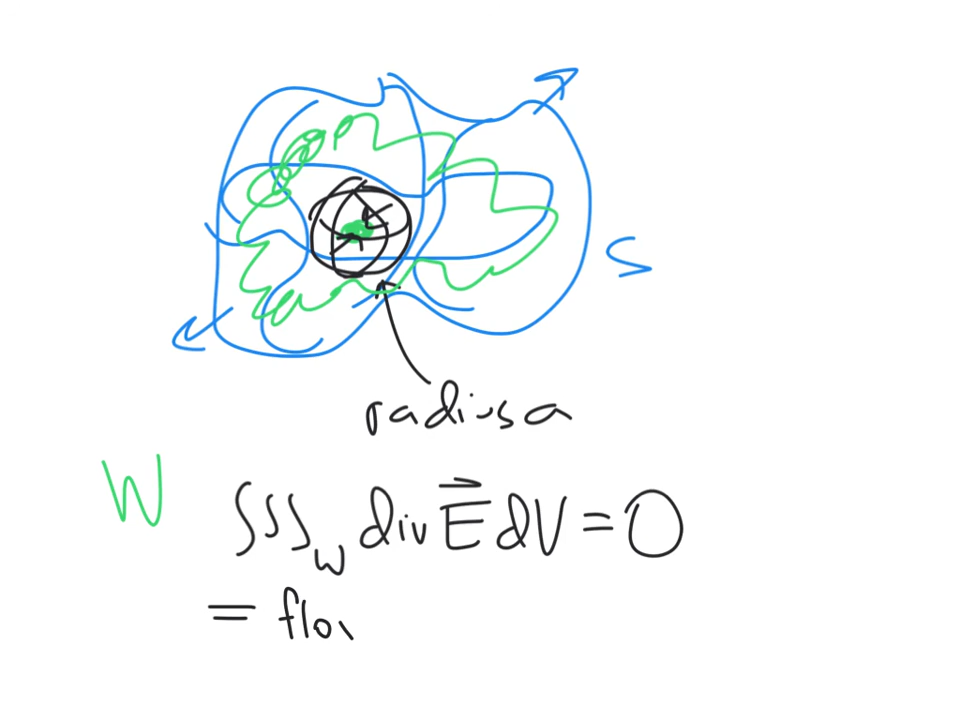 S
radius a
W
∭_W div E⃗ dV = 0
= flo